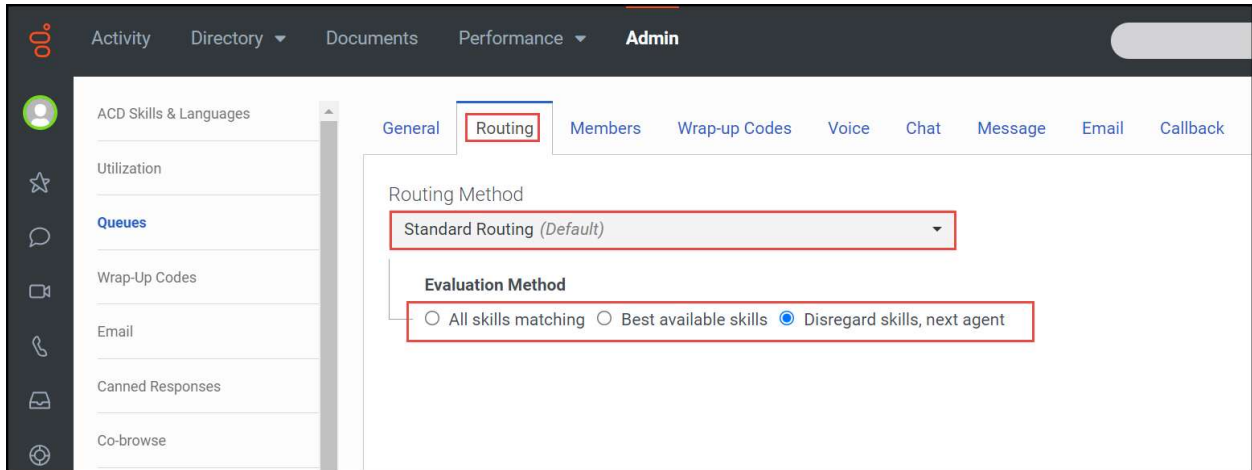 Activity Directory Documents Performance Admin
ACD Skills & Languages
Utilization
Queues
Wrap-Up Codes
Email
Canned Responses
Co-browse
General Routing Members Wrap-up Codes Voice Chat Message Email Callback
Routing Method
Standard Routing (Default)
Evaluation Method
All skills matching Best available skills Disregard skills, next agent